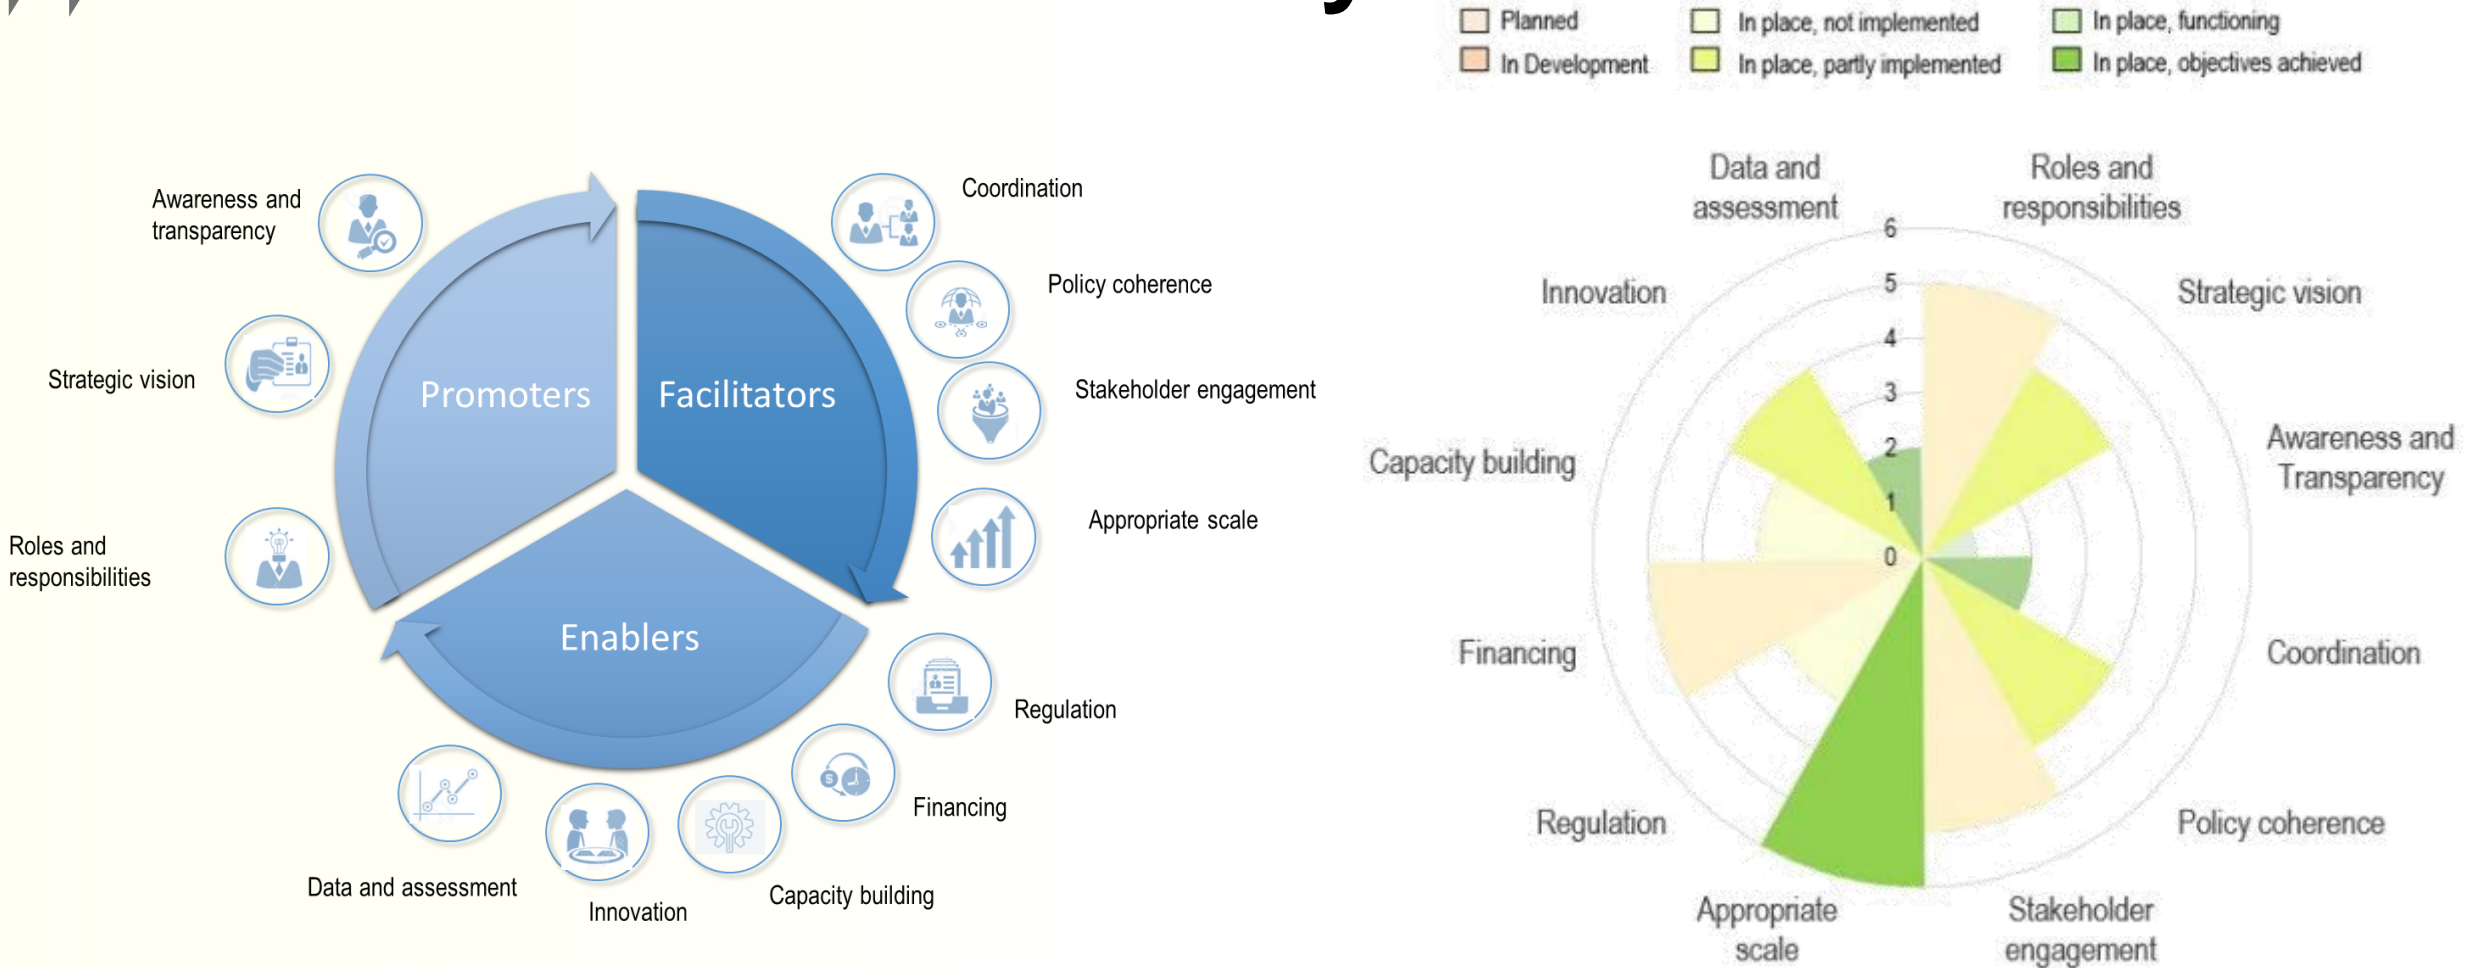 Awareness and
transparency
Strategic vision
Roles and
responsibilities
Promoters
Facilitators
Enablers
Coordination
Policy coherence
Stakeholder engagement
Appropriate scale
Regulation
Financing
Capacity building
Innovation
Data and assessment
$
Planned
In place, not implemented
In place, functioning
In Development
In place, partly implemented
In place, objectives achieved
Data and
assessment
Roles and
responsibilities
Innovation
Strategic vision
Capacity building
Awareness and
Transparency
Financing
Coordination
Regulation
Policy coherence
Appropriate
scale
Stakeholder
engagement
6
5
4
3
2
1
0